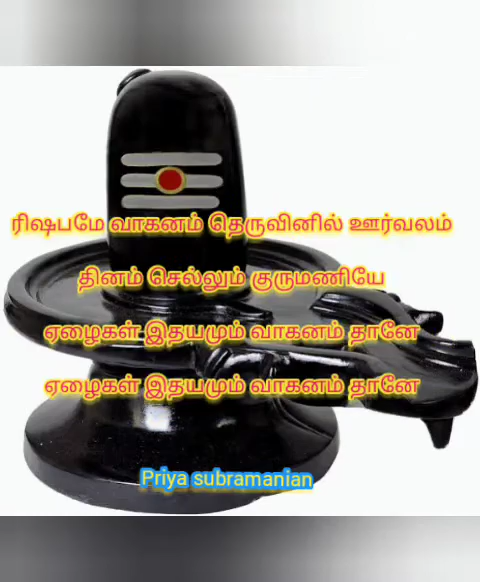 ரிஷபமே வாகனம் தெருவினில் ஊர்வலம்
தினம் செல்லும் குருமணியே
ஏழைகள் இதயமும் வாகனம் தானே
ஏழைகள் இதயமும் வாகனம் தானே
Priya subramanian